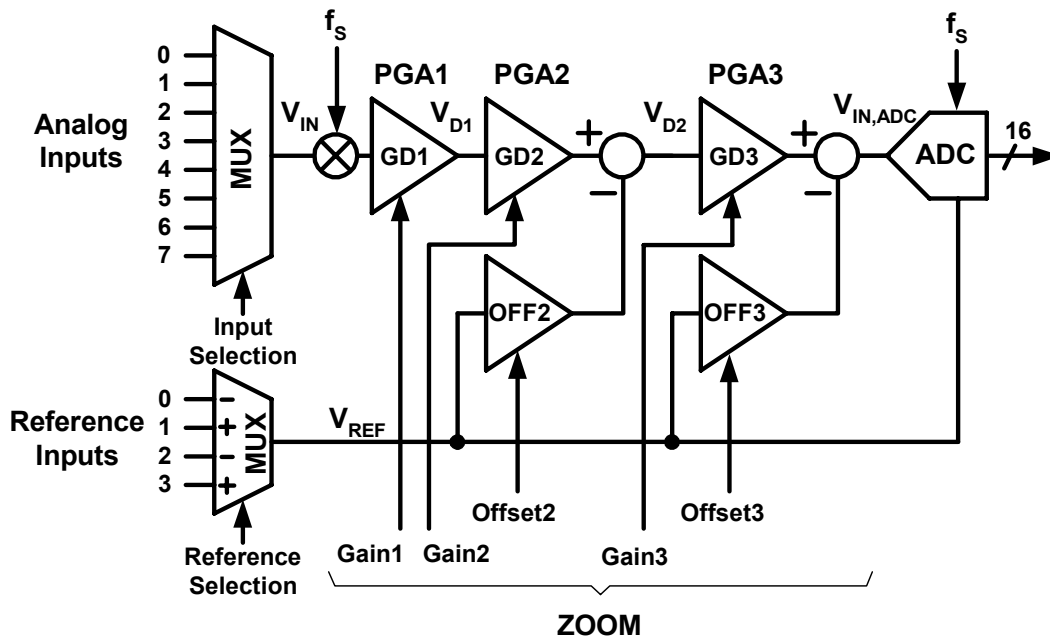 f_S
f_S
0
1
2
3
4
5
6
7
Analog
Inputs
MUX
V_IN
PGA1
GD1
V_D1
PGA2
GD2
+
−
V_D2
PGA3
GD3
+
−
V_IN,ADC
ADC
16
OFF2
OFF3
Input
Selection
Reference
Inputs
0
1
2
3
−
+
−
+
MUX
V_REF
Reference
Selection
Gain1
Gain2
Offset2
Gain3
Offset3
ZOOM